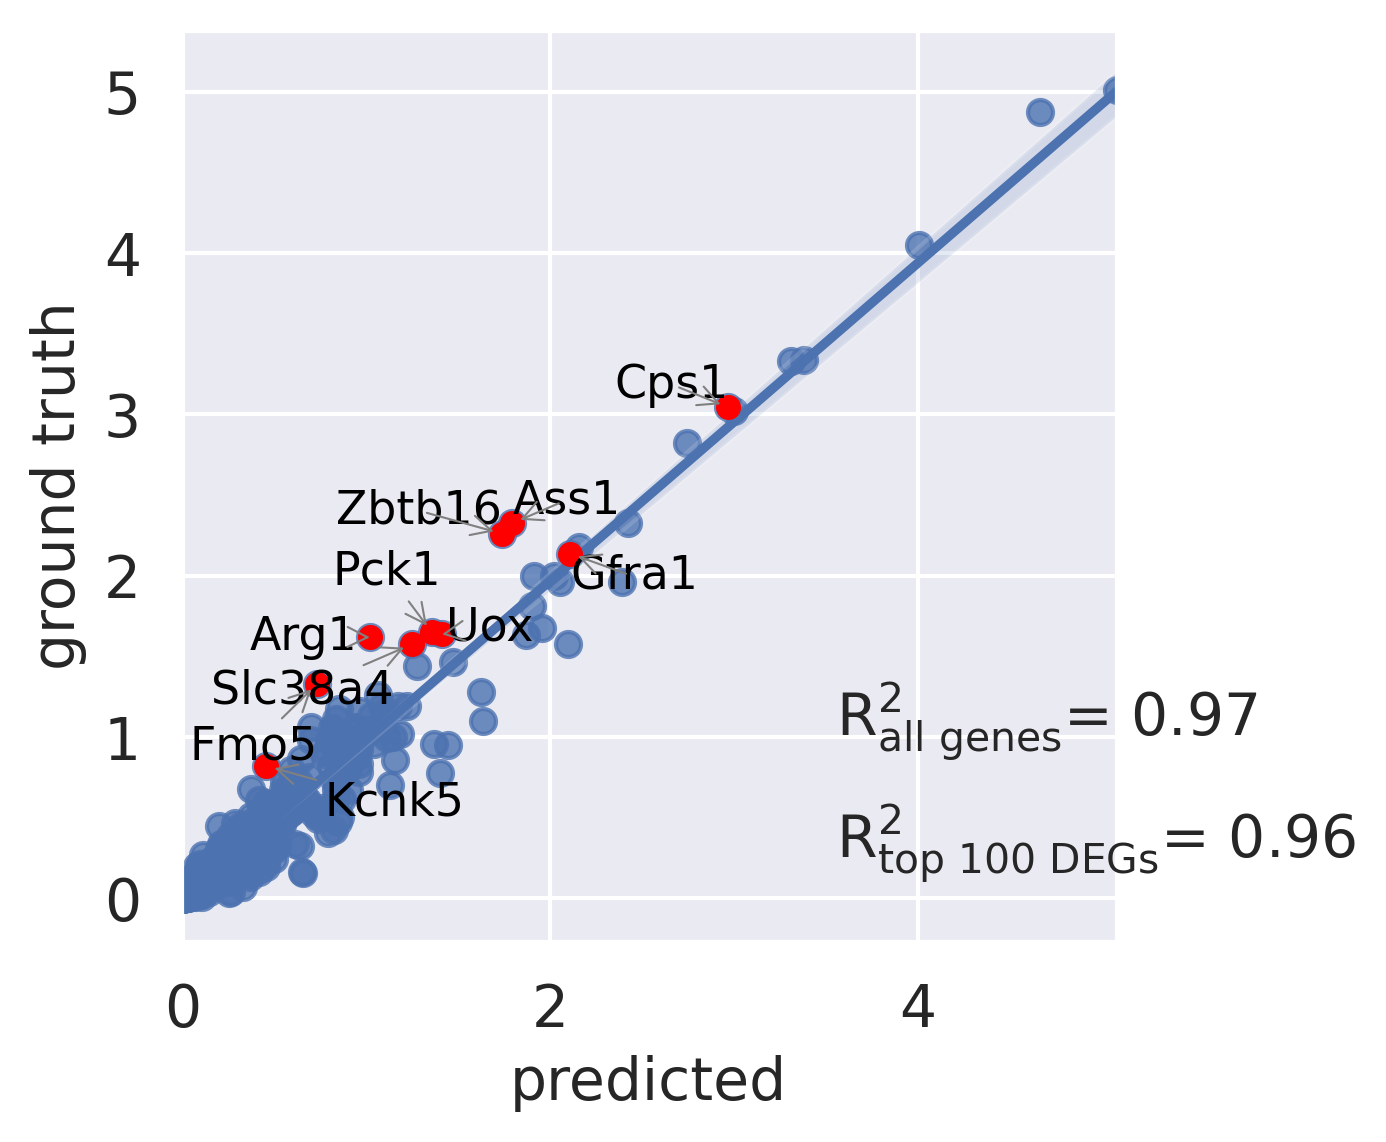 5
4
3
2
1
0
ground truth
Cps1
Zbtb16
Ass1
Pck1
Gfra1
Arg1
Uox
Slc38a4
Fmo5
Kcnk5
R²all genes= 0.97
R²top 100 DEGs= 0.96
0 2 4
predicted